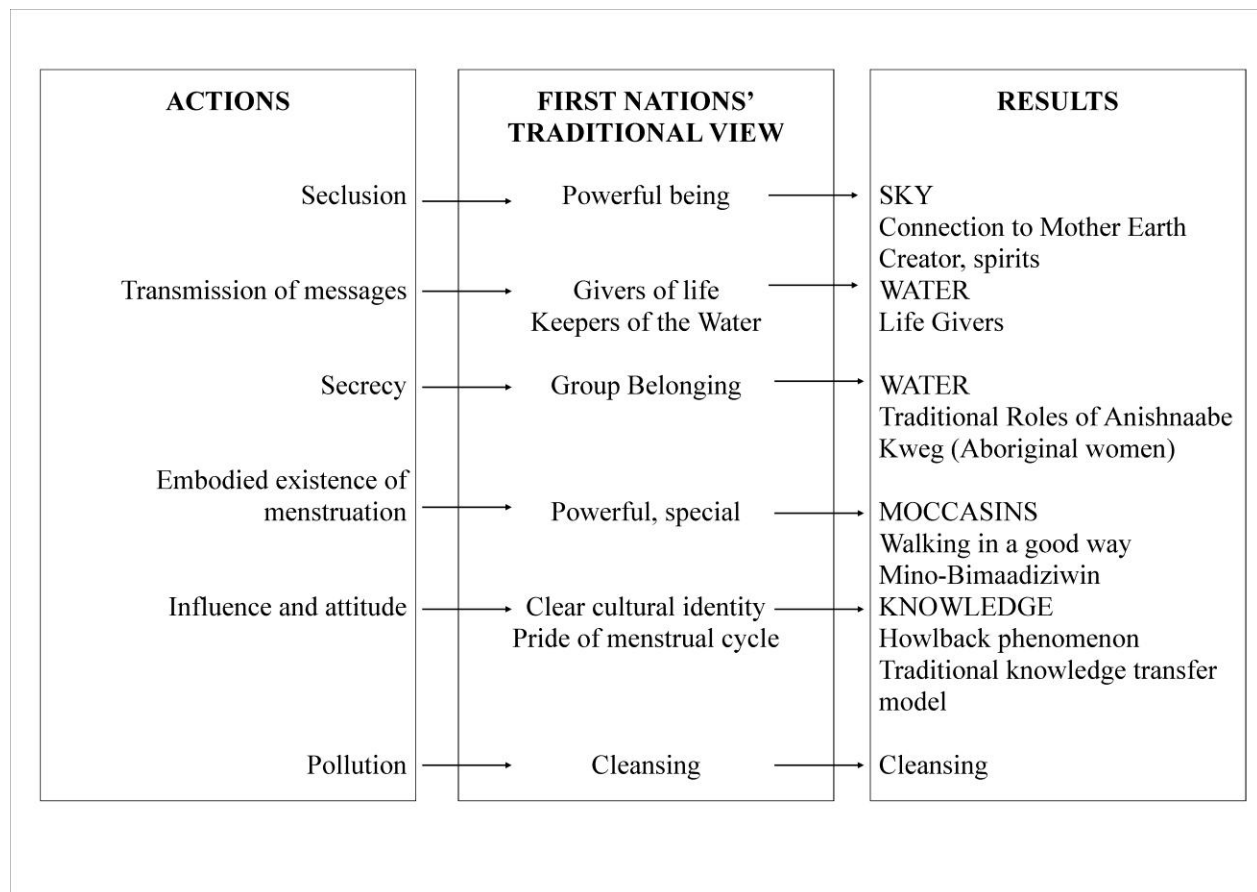 ACTIONS
Seclusion
Transmission of messages
Secrecy
Embodied existence of
menstruation
Influence and attitude
Pollution
FIRST NATIONS’
TRADITIONAL VIEW
Powerful being
Givers of life
Keepers of the Water
Group Belonging
Powerful, special
Clear cultural identity
Pride of menstrual cycle
Cleansing
RESULTS
SKY
Connection to Mother Earth
Creator, spirits
WATER
Life Givers
WATER
Traditional Roles of Anishnaabe
Kweg (Aboriginal women)
MOCCASINS
Walking in a good way
Mino-Bimaadiziwin
KNOWLEDGE
Howlback phenomenon
Traditional knowledge transfer
model
Cleansing